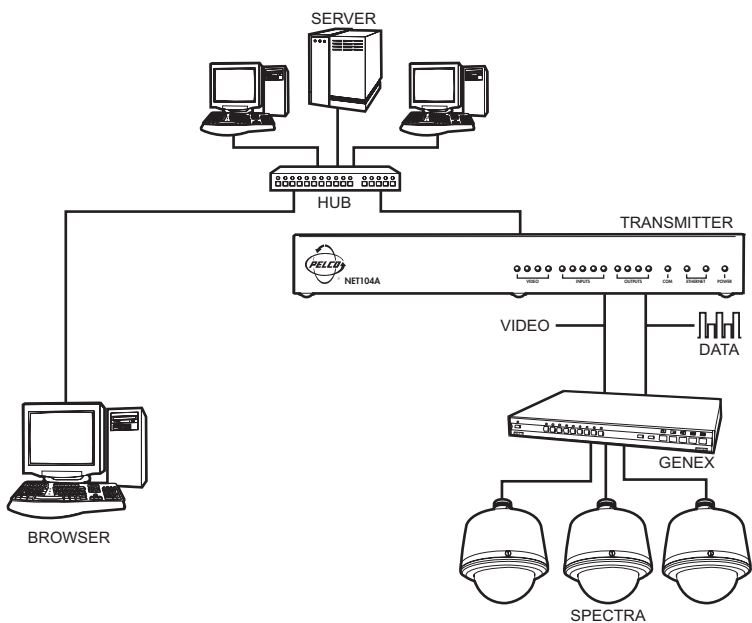 SERVER
HUB
TRANSMITTER
PELCO
NET104A
VIDEO INPUTS OUTPUTS COM ETHERNET POWER
VIDEO
DATA
GENEX
BROWSER
SPECTRA